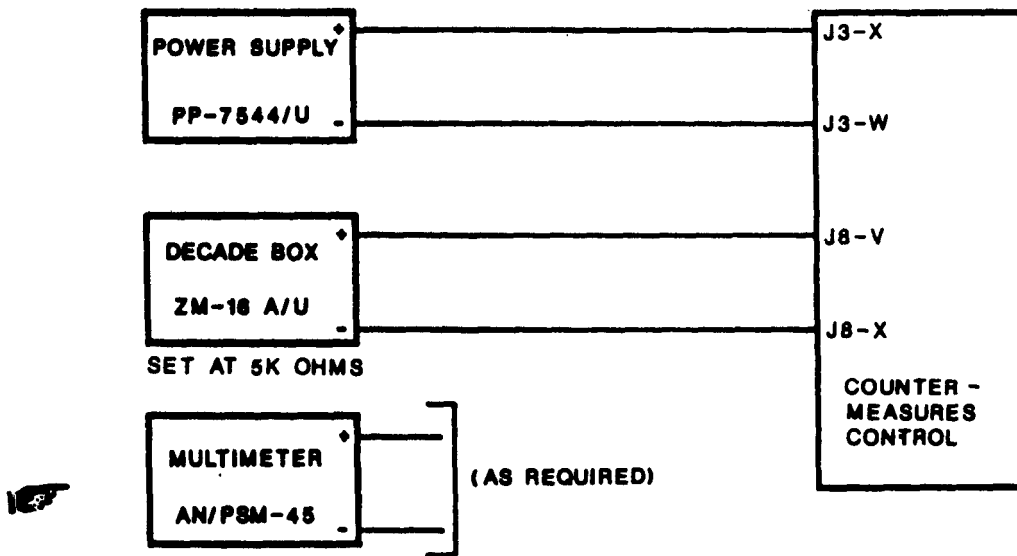 POWER SUPPLY
PP-7544/U
+
-
J3-X
J3-W
DECADE BOX
ZM-16 A/U
+
-
SET AT 5K OHMS
J8-V
J8-X
COUNTER -
MEASURES
CONTROL
MULTIMETER
AN/PSM-45
+
-
(AS REQUIRED)